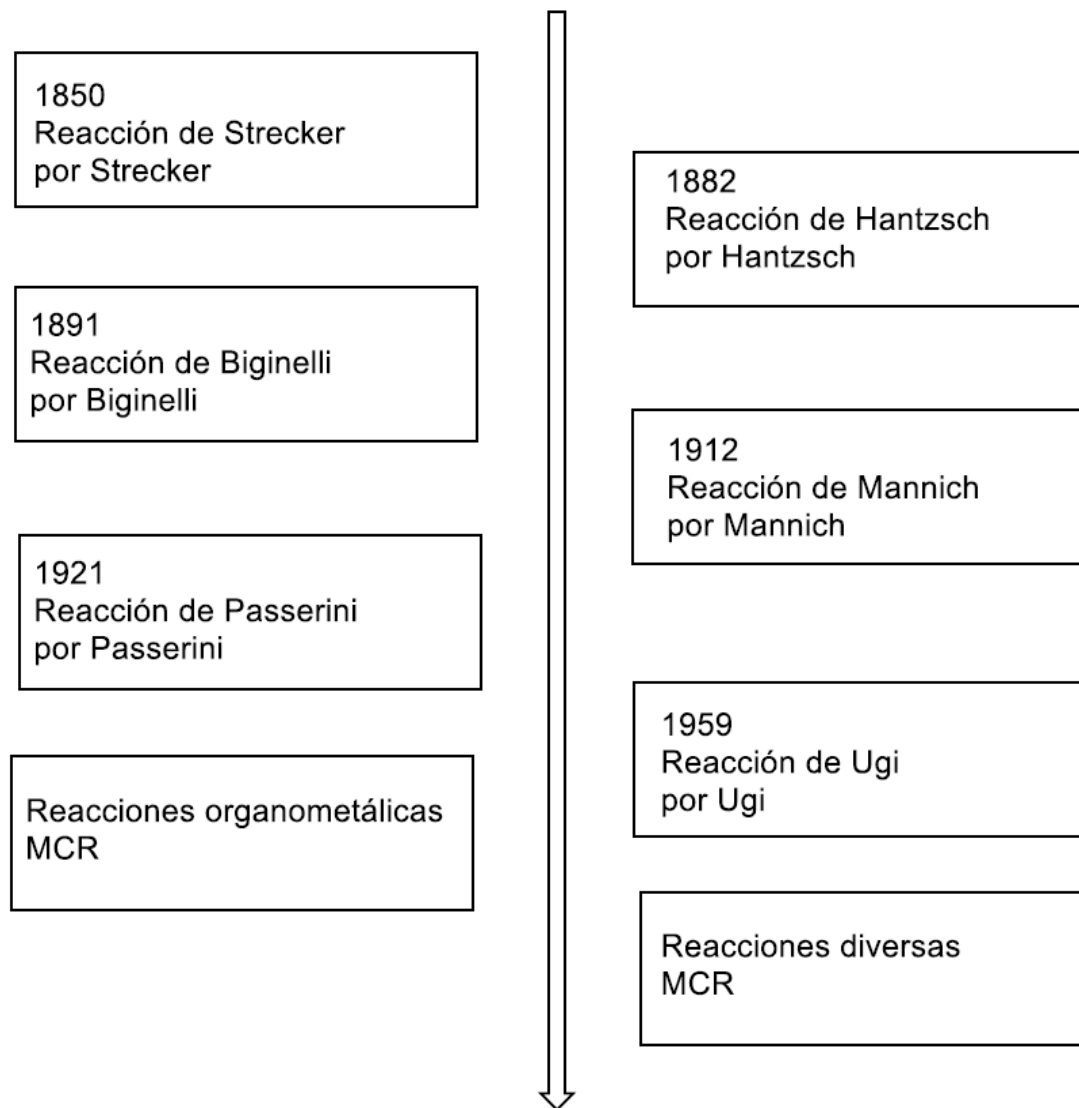 1850
Reacción de Strecker
por Strecker
1882
Reacción de Hantzsch
por Hantzsch
1891
Reacción de Biginelli
por Biginelli
1912
Reacción de Mannich
por Mannich
1921
Reacción de Passerini
por Passerini
1959
Reacción de Ugi
por Ugi
Reacciones organometálicas
MCR
Reacciones diversas
MCR